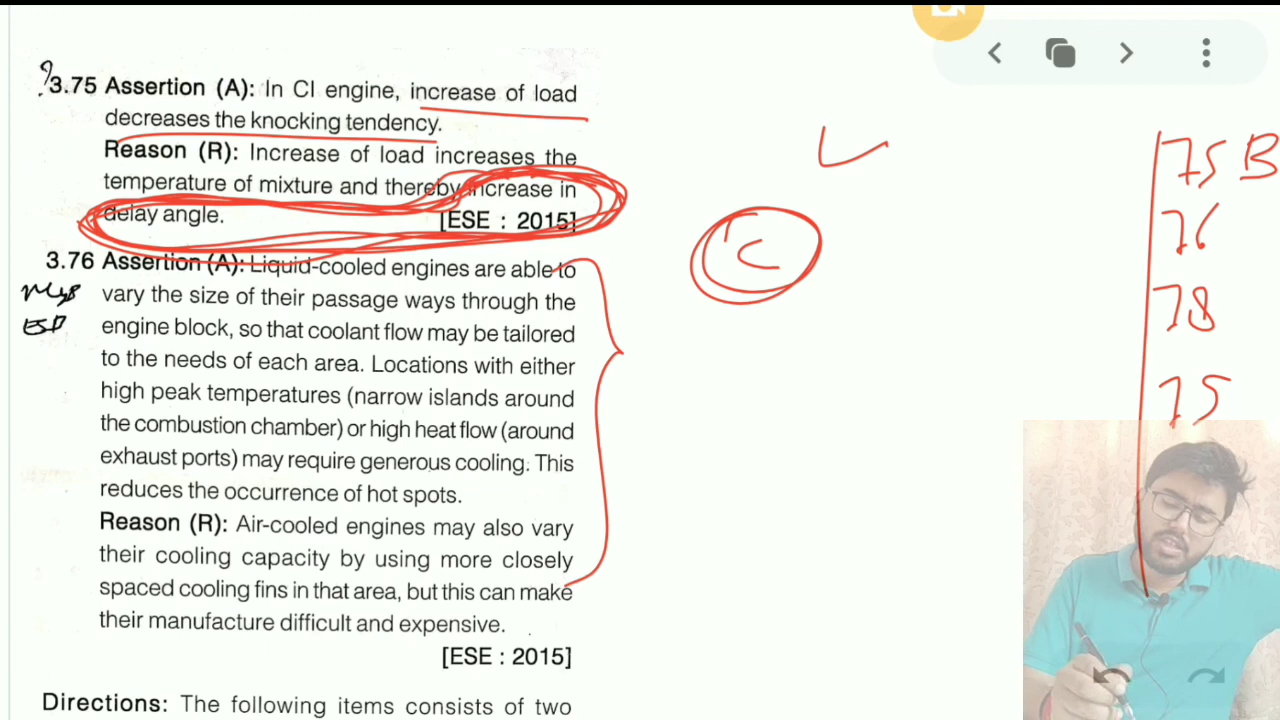 ?
3.75 Assertion (A): In CI engine, increase of load
decreases the knocking tendency.
Reason (R): Increase of load increases the
temperature of mixture and thereby increase in
delay angle. [ESE : 2015]
3.76 Assertion (A): Liquid-cooled engines are able to
vary the size of their passage ways through the
engine block, so that coolant flow may be tailored
to the needs of each area. Locations with either
high peak temperatures (narrow islands around
the combustion chamber) or high heat flow (around
exhaust ports) may require generous cooling. This
reduces the occurrence of hot spots.
Reason (R): Air-cooled engines may also vary
their cooling capacity by using more closely
spaced cooling fins in that area, but this can make
their manufacture difficult and expensive.
[ESE : 2015]
Directions: The following items consists of two
C
75 B
76
78
75